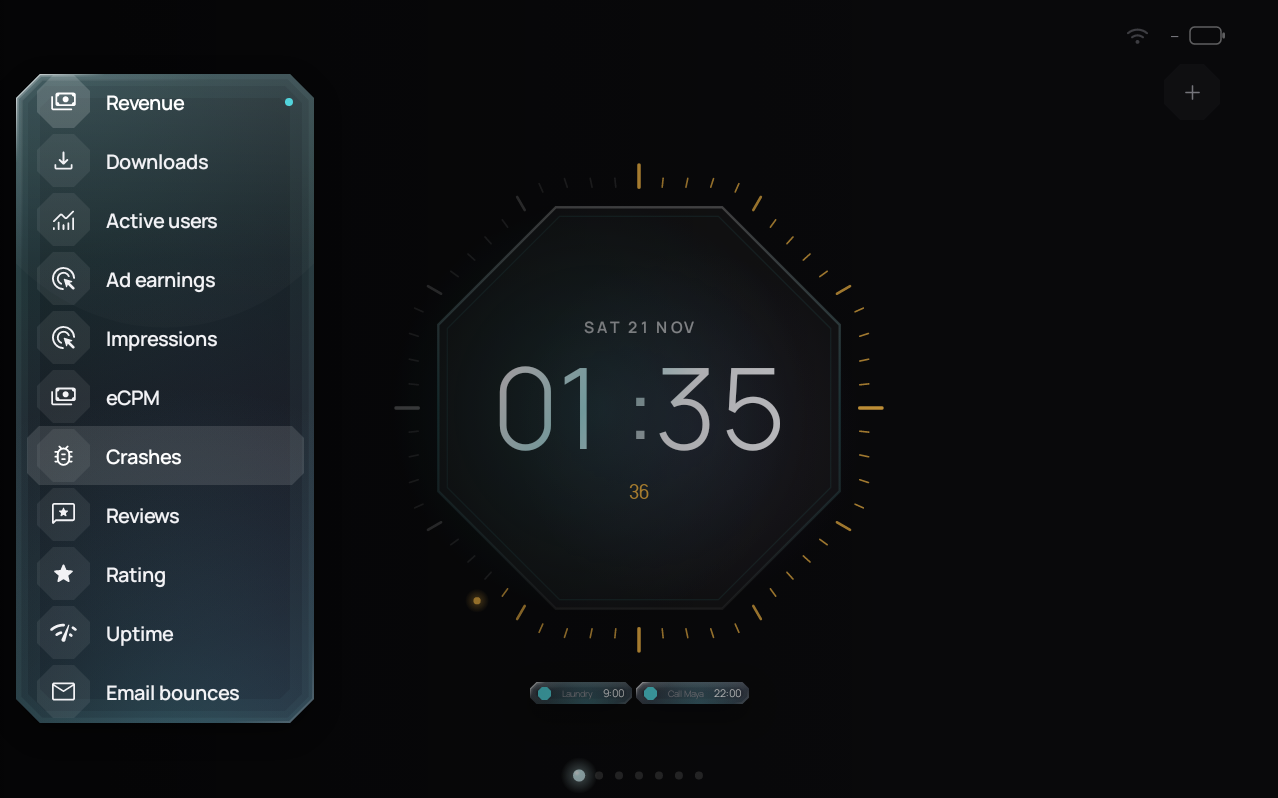 Revenue
Downloads
Active users
Ad earnings
Impressions
eCPM
Crashes
Reviews
Rating
Uptime
Email bounces
SAT 21 NOV
01 :35
36
Laundry 9:00
Call Maya 22:00